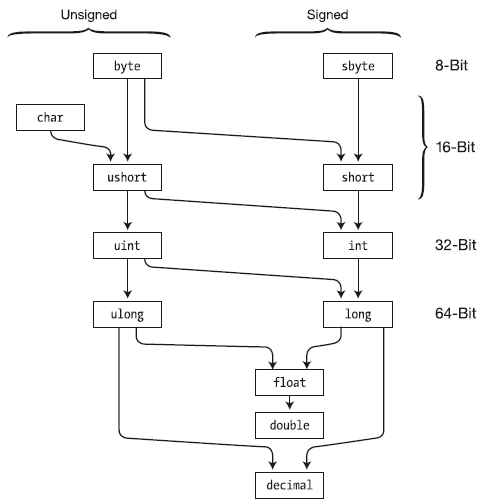 Unsigned
Signed
byte
sbyte
8-Bit
char
16-Bit
ushort
short
uint
int
32-Bit
ulong
long
64-Bit
float
double
decimal